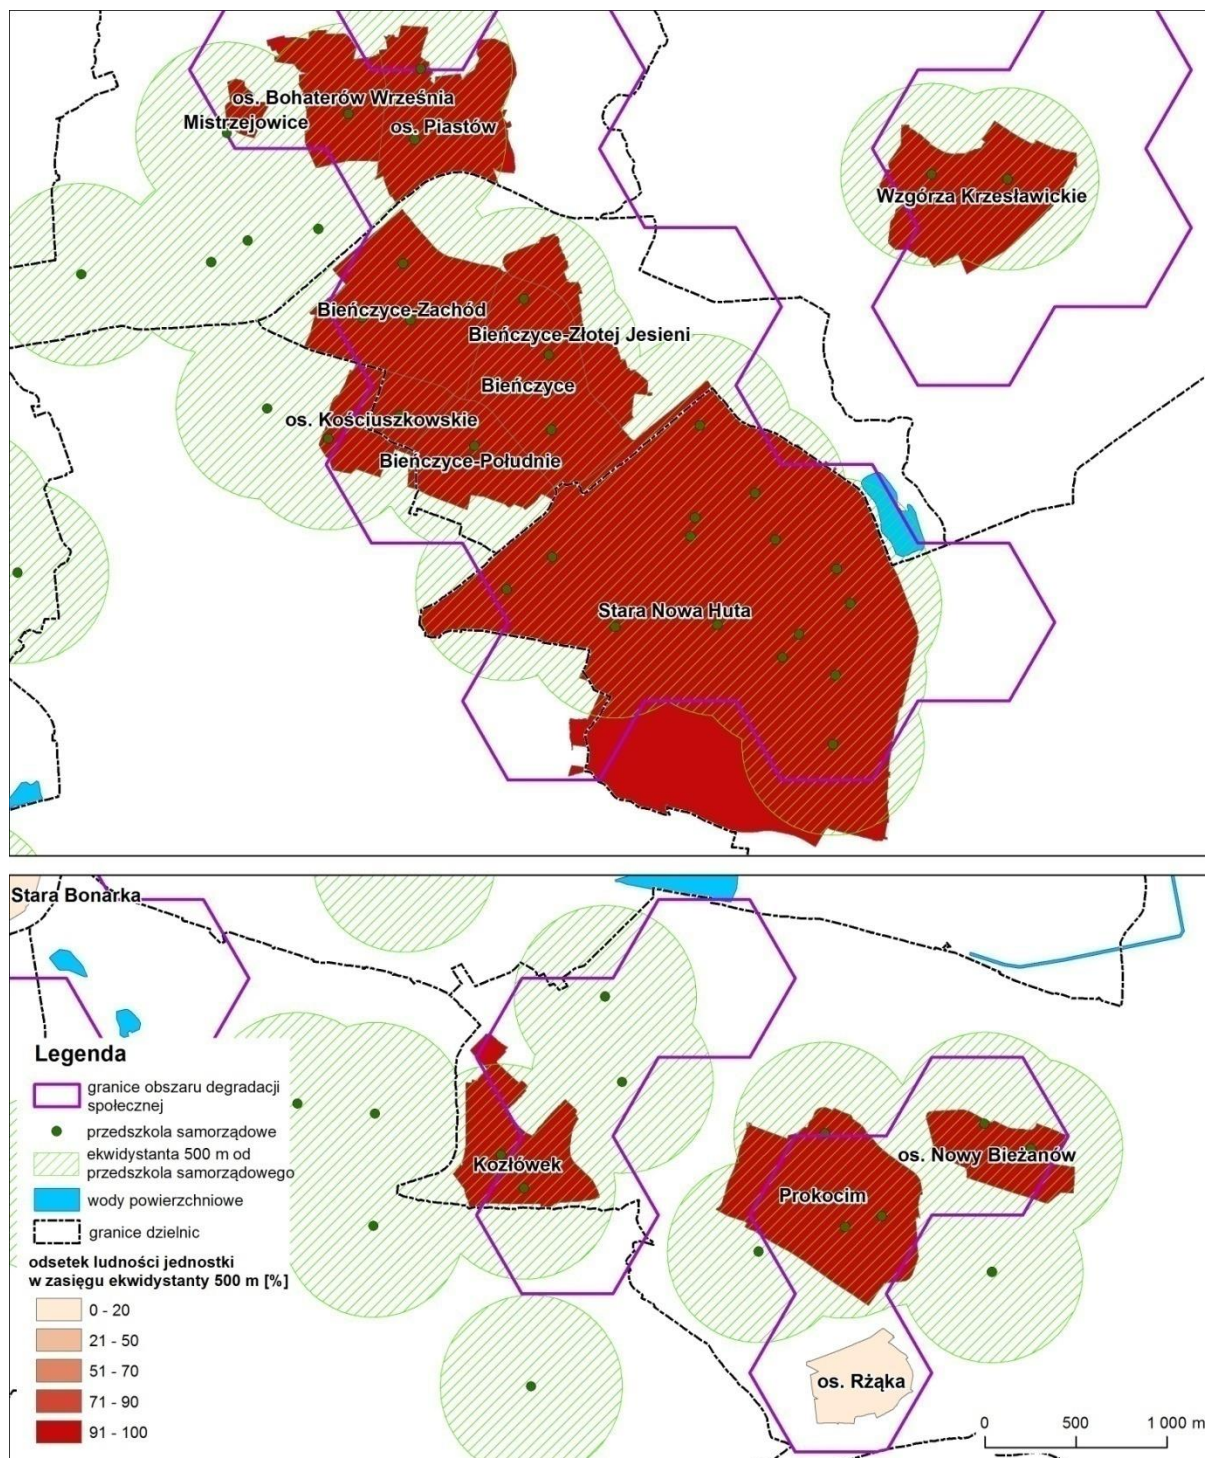 os. Bohaterów Września
Mistrzejowice
os. Piastów
Wzgórza Krzesławickie
Bieńczyce-Zachód
Bieńczyce-Złotej Jesieni
Bieńczyce
os. Kościuszkowskie
Bieńczyce-Południe
Stara Nowa Huta
Stara Bonarka
Legenda
granice obszaru degradacji
społecznej
przedszkola samorządowe
ekwidystanta 500 m od
przedszkola samorządowego
wody powierzchniowe
granice dzielnic
odsetek ludności jednostki
w zasięgu ekwidystanty 500 m [%]
0 - 20
21 - 50
51 - 70
71 - 90
91 - 100
Kozłówek
os. Nowy Bieżanów
Prokocim
os. Rżąka
0 500 1 000 m